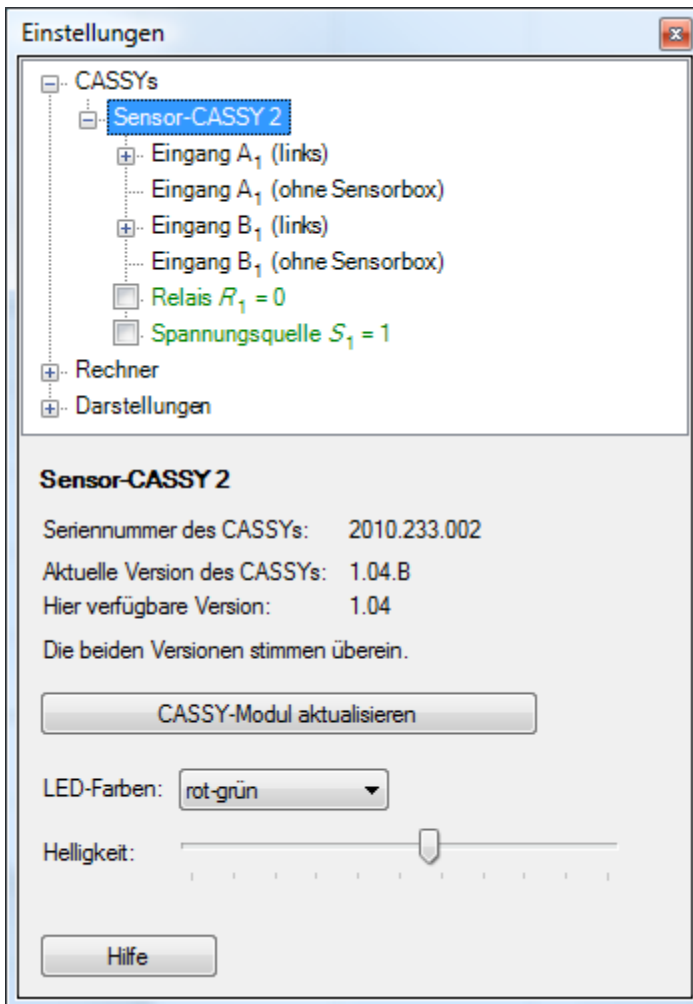 Einstellungen
CASSYs
Sensor-CASSY 2
Eingang A₁ (links)
Eingang A₁ (ohne Sensorbox)
Eingang B₁ (links)
Eingang B₁ (ohne Sensorbox)
Relais R₁ = 0
Spannungsquelle S₁ = 1
Rechner
Darstellungen
Sensor-CASSY 2
Seriennummer des CASSYs: 2010.233.002
Aktuelle Version des CASSYs: 1.04.B
Hier verfügbare Version: 1.04
Die beiden Versionen stimmen überein.
CASSY-Modul aktualisieren
LED-Farben: rot-grün
Helligkeit:
Hilfe